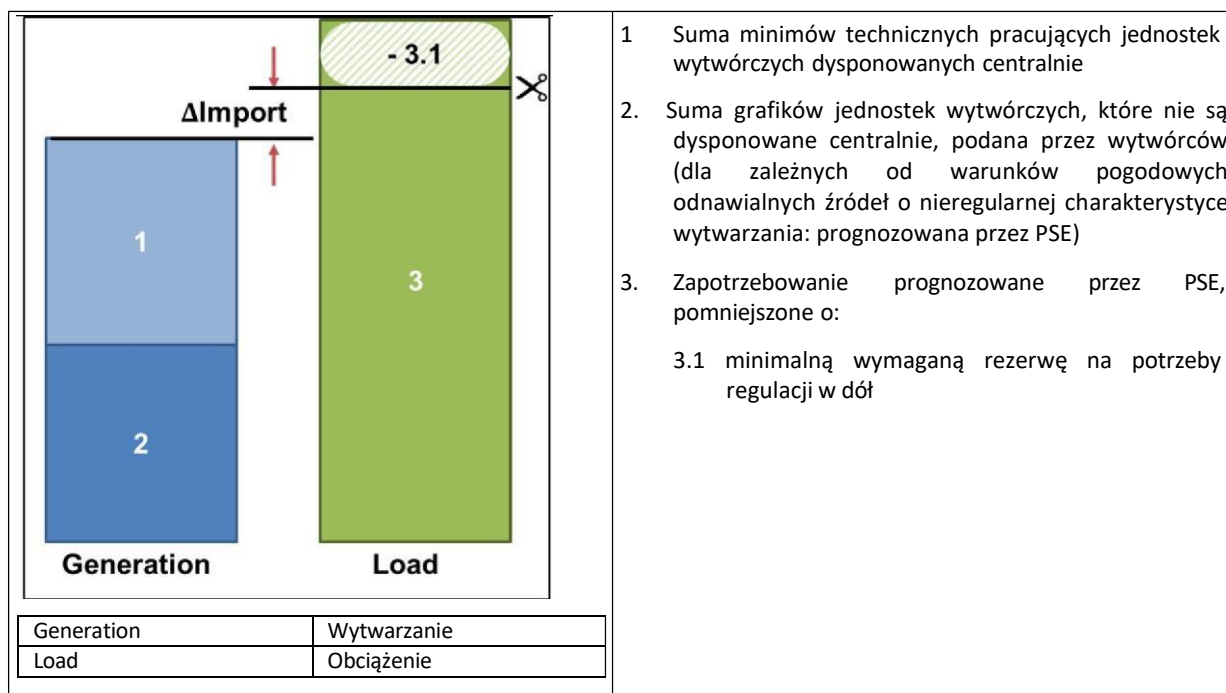 - 3.1
ΔImport
1
3
2
Generation
Load
Generation Wytwarzanie
Load Obciążenie
1 Suma minimów technicznych pracujących jednostek
wytwórczych dysponowanych centralnie
2. Suma grafików jednostek wytwórczych, które nie są
dysponowane centralnie, podana przez wytwórców
(dla zależnych od warunków pogodowych
odnawialnych źródeł o nieregularnej charakterystyce
wytwarzania: prognozowana przez PSE)
3. Zapotrzebowanie prognozowane przez PSE,
pomniejszone o:
3.1 minimalną wymaganą rezerwę na potrzeby
regulacji w dół